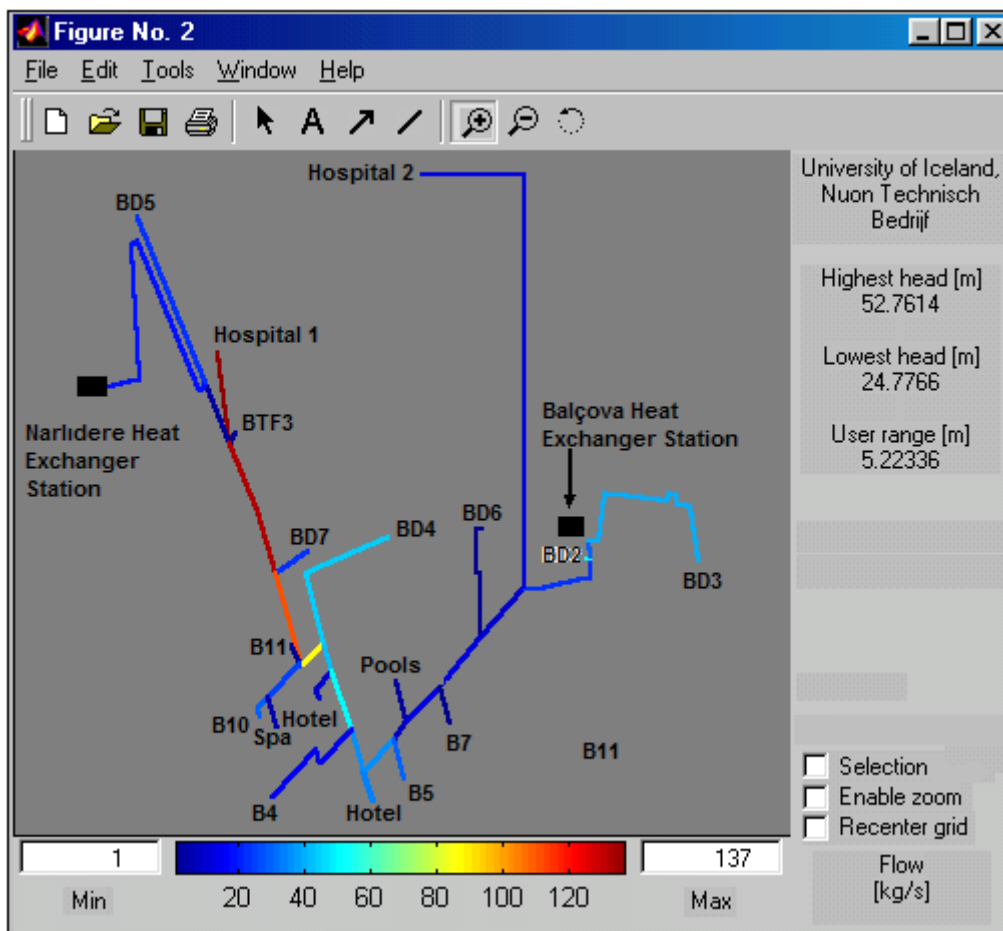 Figure No. 2
File Edit Tools Window Help
Hospital 2
BD5
Hospital 1
BTF3
Narlıdere Heat
Exchanger
Station
Balçova Heat
Exchanger Station
BD7
BD4
BD6
BD2
BD3
B11
Pools
B10
Spa
Hotel
B7
B11
B4
Hotel
B5
University of Iceland,
Nuon Technisch
Bedrijf
Highest head [m]
52.7614
Lowest head [m]
24.7766
User range [m]
5.22336
Selection
Enable zoom
Recenter grid
1
Min
20 40 60 80 100 120
137
Max
Flow
[kg/s]